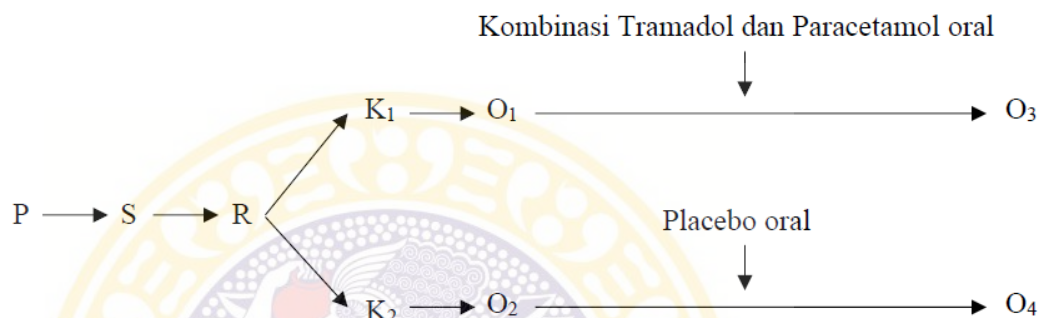 Kombinasi Tramadol dan Paracetamol oral
K₁ O₁ O₃
P S R
Placebo oral
K₂ O₂ O₄